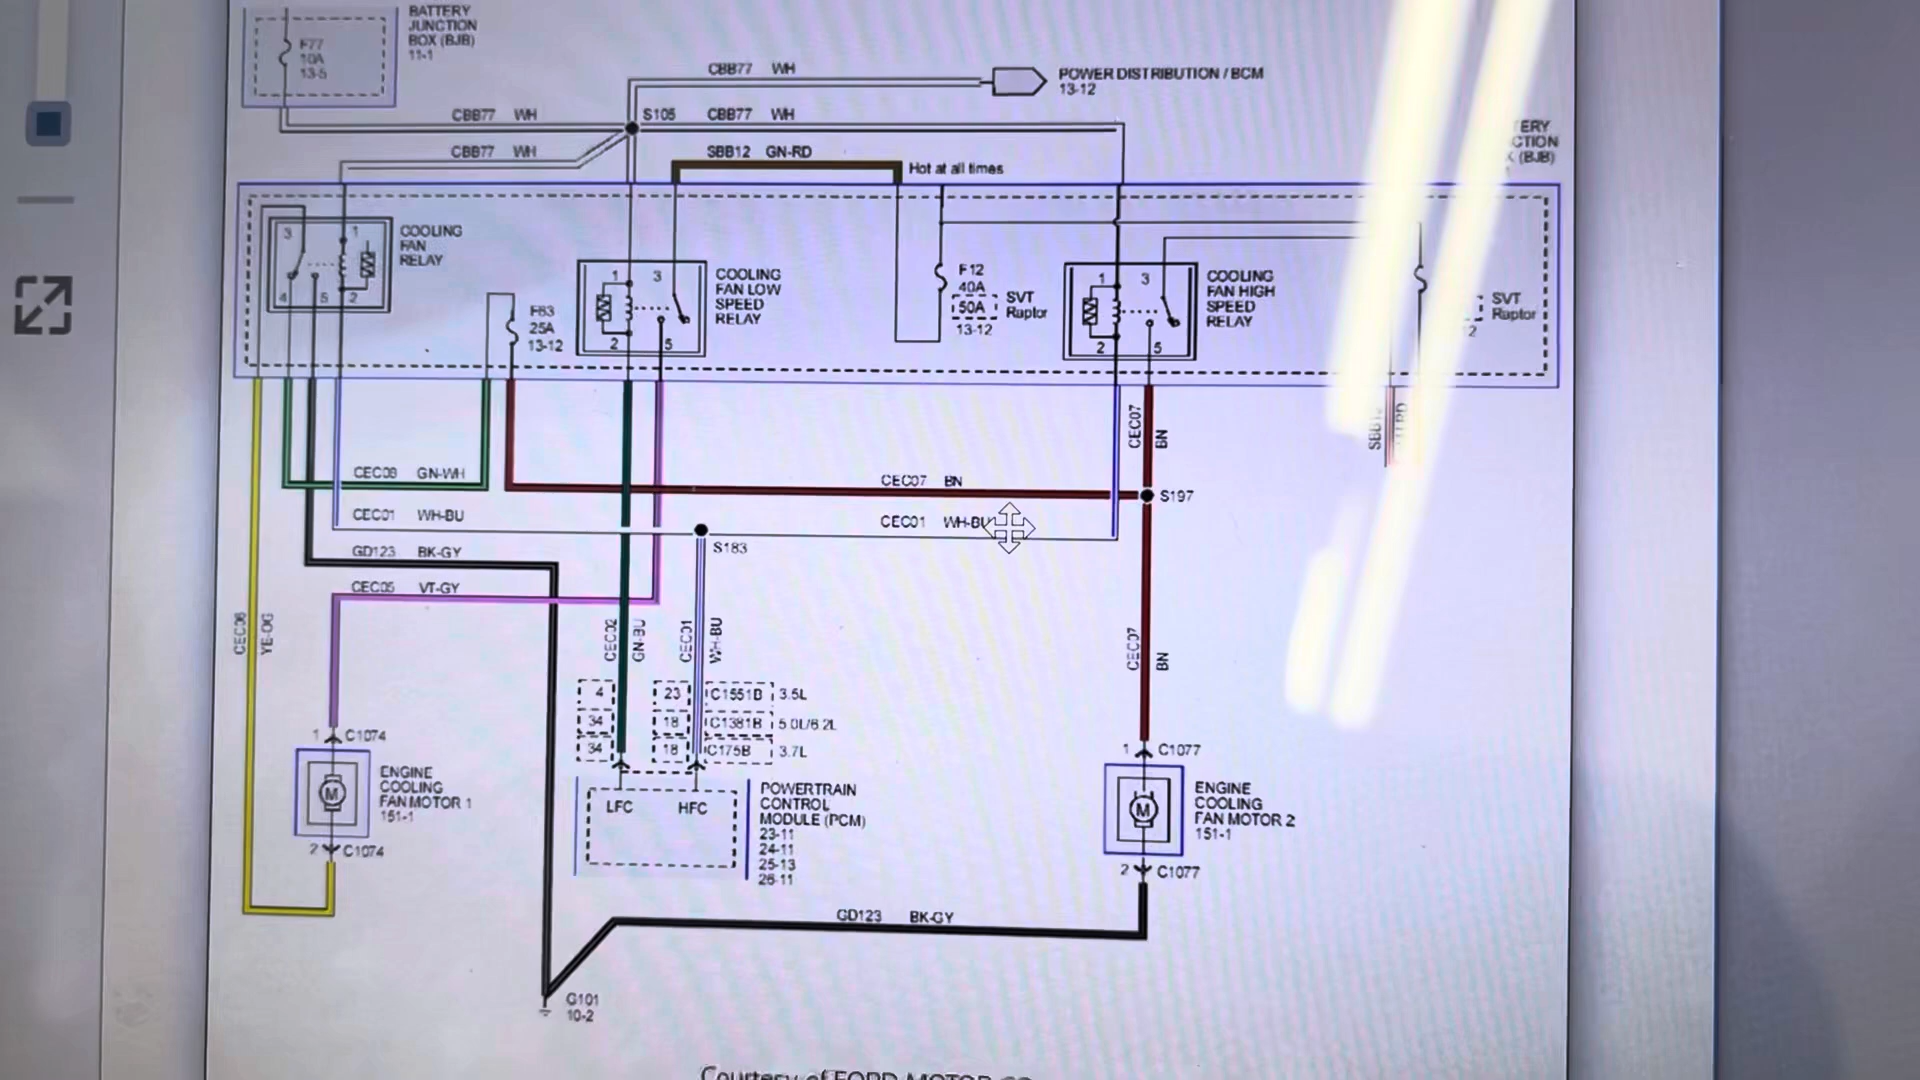 BATTERY
JUNCTION
BOX (BJB)
11-1
F77
10A
13-5
CBB77 WH
POWER DISTRIBUTION / BCM
13-12
CBB77 WH
S105
CBB77 WH
CBB77 WH
SBB12 GN-RD
Hot at all times
(BJB)
3
1
4
5
2
COOLING
FAN
RELAY
F63
25A
13-12
1
3
2
5
COOLING
FAN LOW
SPEED
RELAY
F12
40A
50A
13-12
SVT
Raptor
1
3
2
5
COOLING
FAN HIGH
SPEED
RELAY
SVT
Raptor
CEC07
BN
CEC08 GN-WH
CEC07 BN
S197
CEC01 WH-BU
CEC01 WH-BU
S183
GD123 BK-GY
CEC05 VT-GY
CEC06
YE-OG
CEC02
GN-BU
CEC01
WH-BU
CEC07
BN
4 23 C1551B 3.5L
34 18 C1381B 5.0L/6.2L
34 18 C175B 3.7L
1 C1074
M
ENGINE
COOLING
FAN MOTOR 1
151-1
2 C1074
LFC HFC
POWERTRAIN
CONTROL
MODULE (PCM)
23-11
24-11
25-13
26-11
1 C1077
M
ENGINE
COOLING
FAN MOTOR 2
151-1
2 C1077
GD123 BK-GY
G101
10-2
Courtesy of FORD MOTOR CO